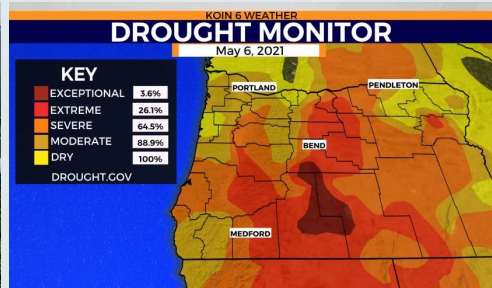 KOIN 6 WEATHER
DROUGHT MONITOR
May 6, 2021
KEY
EXCEPTIONAL 3.6%
EXTREME 26.1%
SEVERE 64.5%
MODERATE 88.9%
DRY 100%
DROUGHT.GOV
PORTLAND
PENDLETON
BEND
MEDFORD